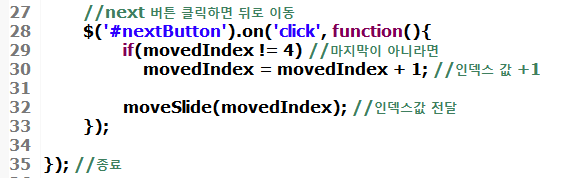 27 //next 버튼 클릭하면 뒤로 이동
28 $('#nextButton').on('click', function(){
29 if(movedIndex != 4) //마지막이 아니라면
30 movedIndex = movedIndex + 1; //인덱스 값 +1
31
32 moveSlide(movedIndex); //인덱스값 전달
33 });
34
35 }); //종료